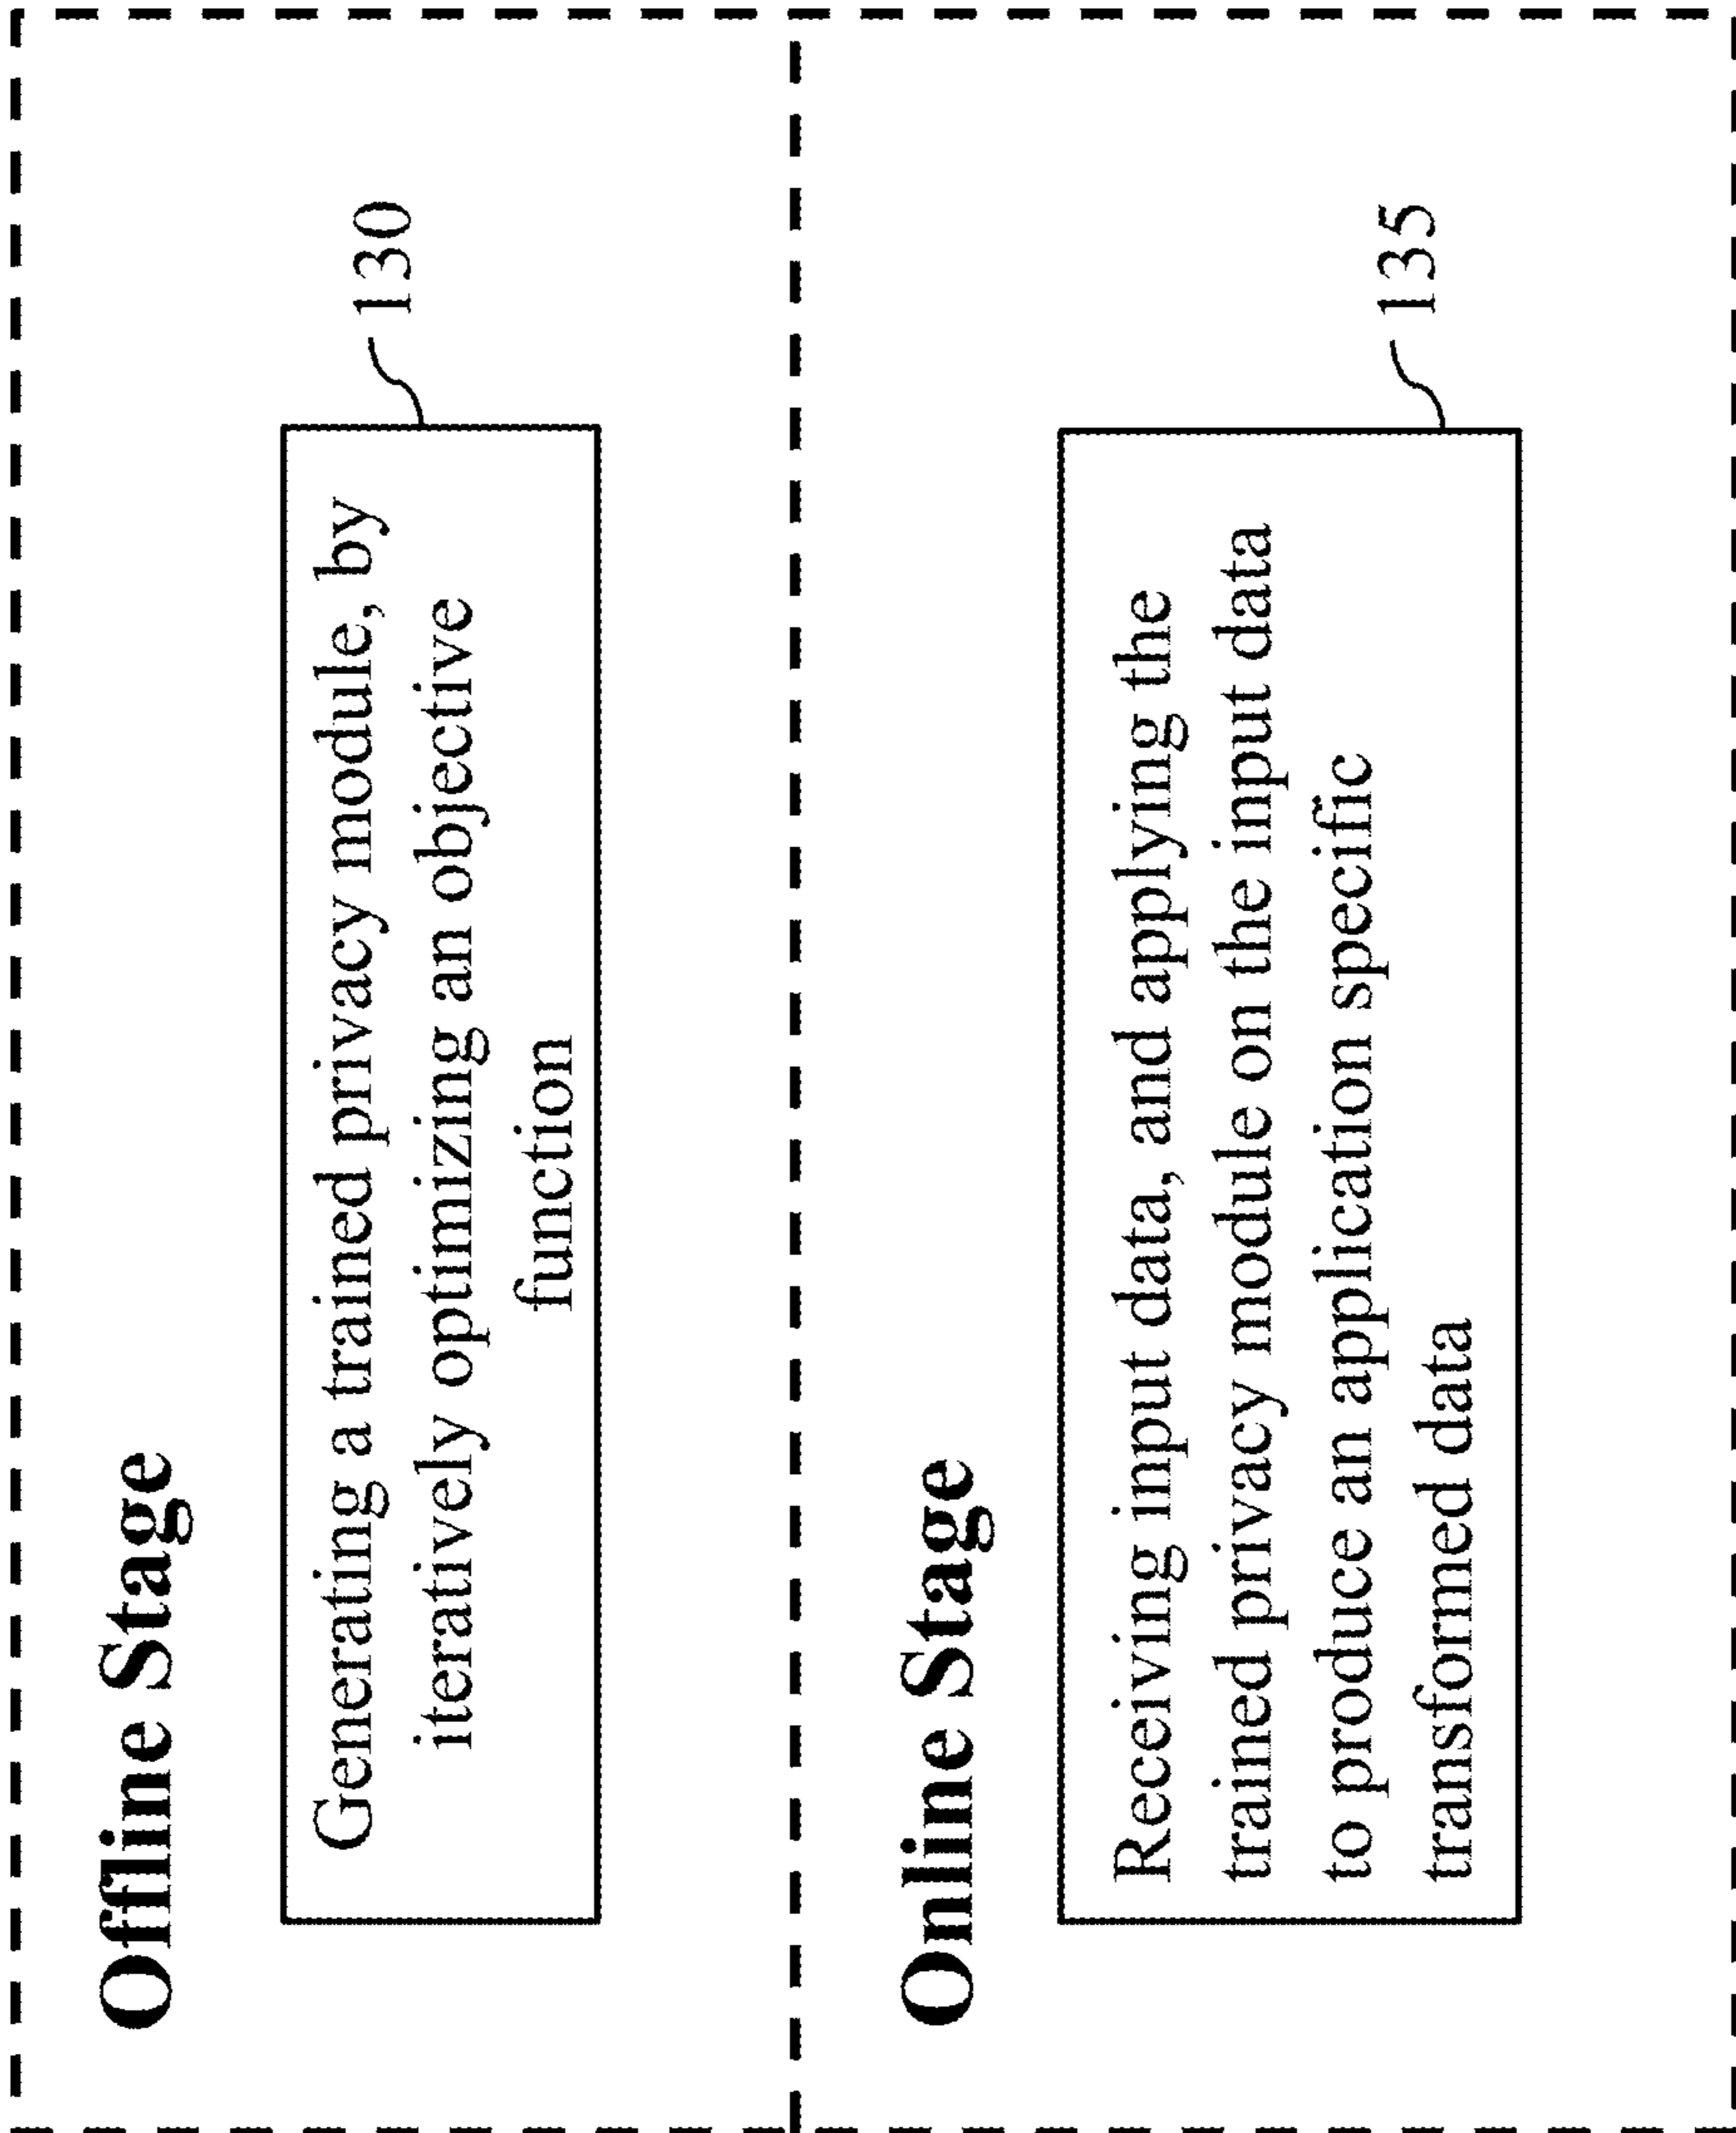 Offline Stage
Generating a trained privacy module, by
iteratively optimizing an objective
function
130
Online Stage
Receiving input data, and applying the
trained privacy module on the input data
to produce an application specific
transformed data
135